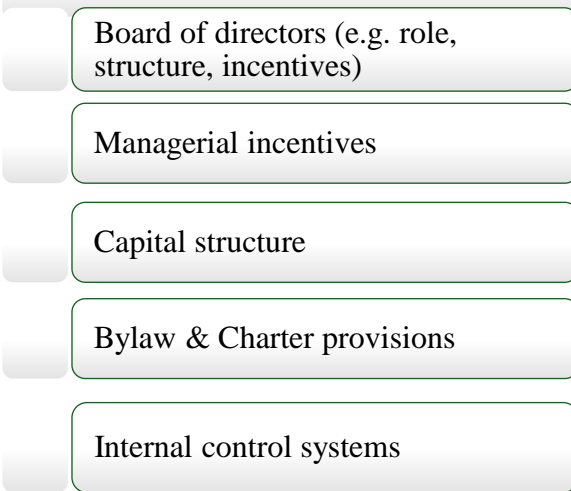 Board of directors (e.g. role,
structure, incentives)
Managerial incentives
Capital structure
Bylaw & Charter provisions
Internal control systems